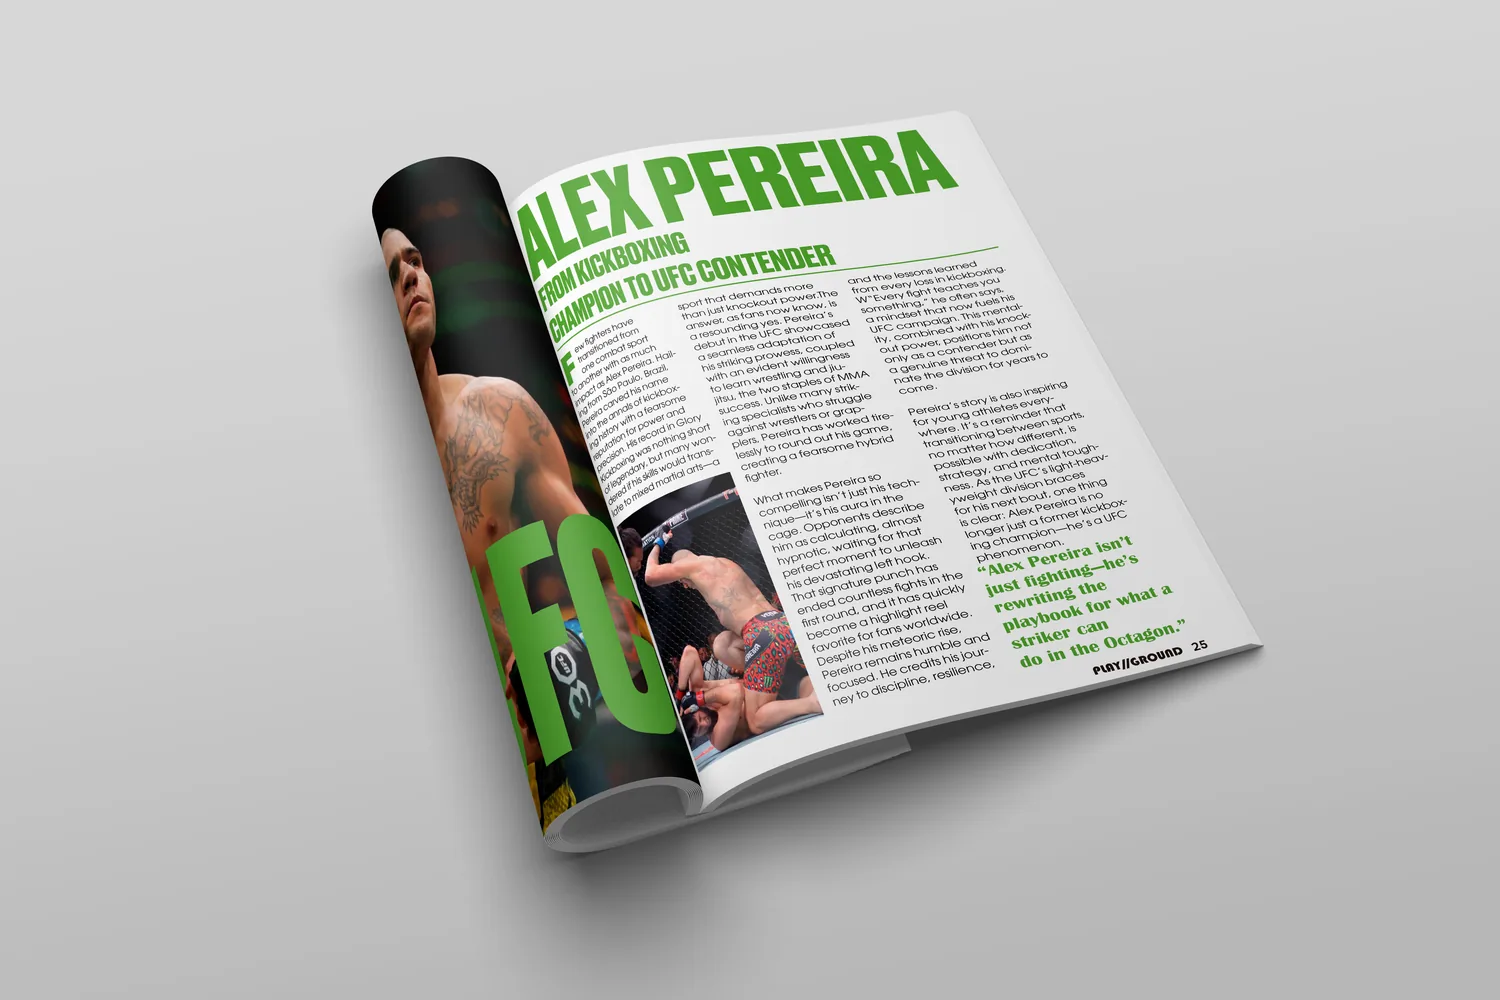 ALEX PEREIRA
FROM KICKBOXING
CHAMPION TO UFC CONTENDER
Few fighters have
transitioned from
one combat sport
to another with as much
impact as Alex Pereira. Hail-
ing from São Paulo, Brazil,
Pereira carved his name
into the annals of kickbox-
ing history with a fearsome
reputation for power and
precision. His record in Glory
Kickboxing was nothing short
of legendary, but many won-
dered if his skills would trans-
late to mixed martial arts—a
sport that demands more
than just knockout power.The
answer, as fans now know, is
a resounding yes. Pereira's
debut in the UFC showcased
a seamless adaptation of
his striking prowess, coupled
with an evident willingness
to learn wrestling and jiu-
jitsu, the two staples of MMA
success. Unlike many strik-
ing specialists who struggle
against wrestlers or grap-
plers, Pereira has worked tire-
lessly to round out his game,
creating a fearsome hybrid
fighter.
What makes Pereira so
compelling isn't just his tech-
nique—it's his aura in the
cage. Opponents describe
him as calculating, almost
hypnotic, waiting for that
perfect moment to unleash
his devastating left hook.
That signature punch has
ended countless fights in the
first round, and it has quickly
become a highlight reel
favorite for fans worldwide.
Despite his meteoric rise,
Pereira remains humble and
focused. He credits his jour-
ney to discipline, resilience,
and the lessons learned
from every loss in kickboxing.
W"Every fight teaches you
something," he often says,
a mindset that now fuels his
UFC campaign. This mental-
ity, combined with his knock-
out power, positions him not
only as a contender but as
a genuine threat to domi-
nate the division for years to
come.
Pereira's story is also inspiring
for young athletes every-
where. It's a reminder that
transitioning between sports,
no matter how different, is
possible with dedication,
strategy, and mental tough-
ness. As the UFC's light-heav-
yweight division braces
for his next bout, one thing
is clear: Alex Pereira is no
longer just a former kickbox-
ing champion—he's a UFC
phenomenon.
"Alex Pereira isn't
just fighting—he's
rewriting the
playbook for what a
striker can
do in the Octagon."
PLAY//GROUND 25
FC
UFC